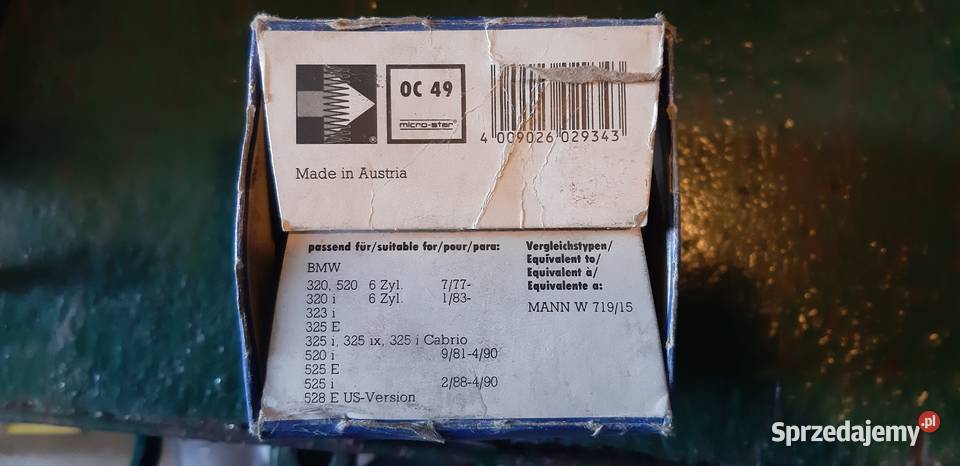 OC 49
micro-star®
4 009026 029343
®
Made in Austria
passend für/suitable for/pour/para:
BMW
320, 520 6 Zyl. 7/77-
320 i 6 Zyl. 1/83-
323 i
325 E
325 i, 325 ix, 325 i Cabrio
520 i 9/81-4/90
525 E
525 i 2/88-4/90
528 E US-Version
Vergleichstypen/
Equivalent to/
Equivalent à/
Equivalente a:
MANN W 719/15
Sprzedajemy.pl